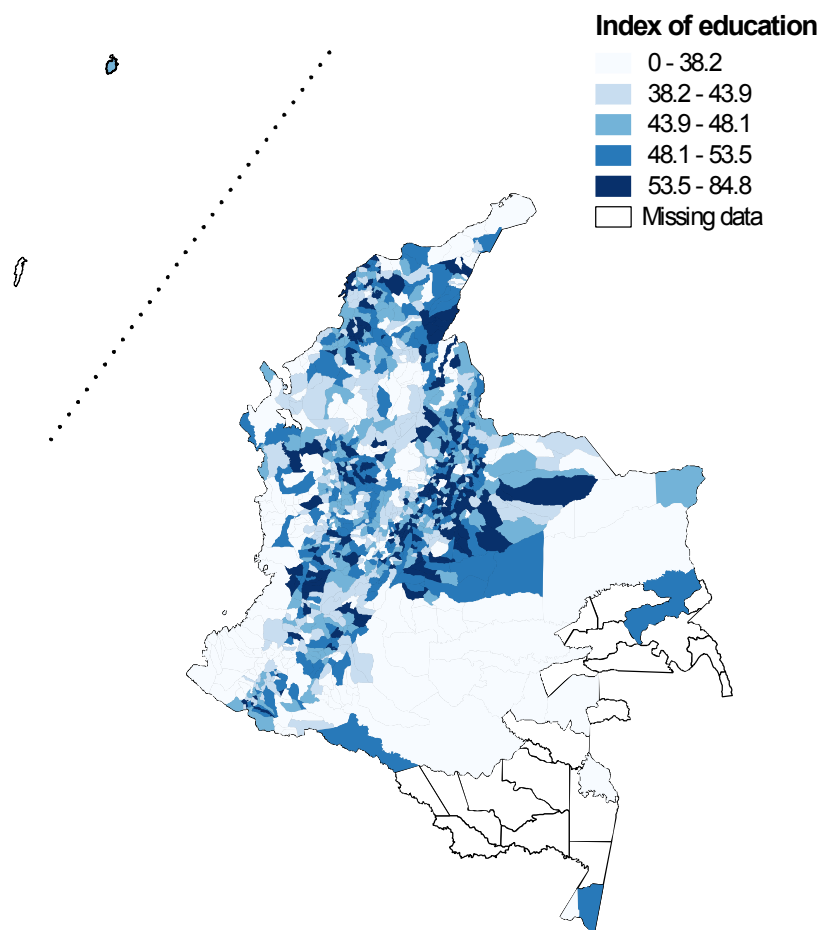 Index of education
0 - 38.2
38.2 - 43.9
43.9 - 48.1
48.1 - 53.5
53.5 - 84.8
Missing data